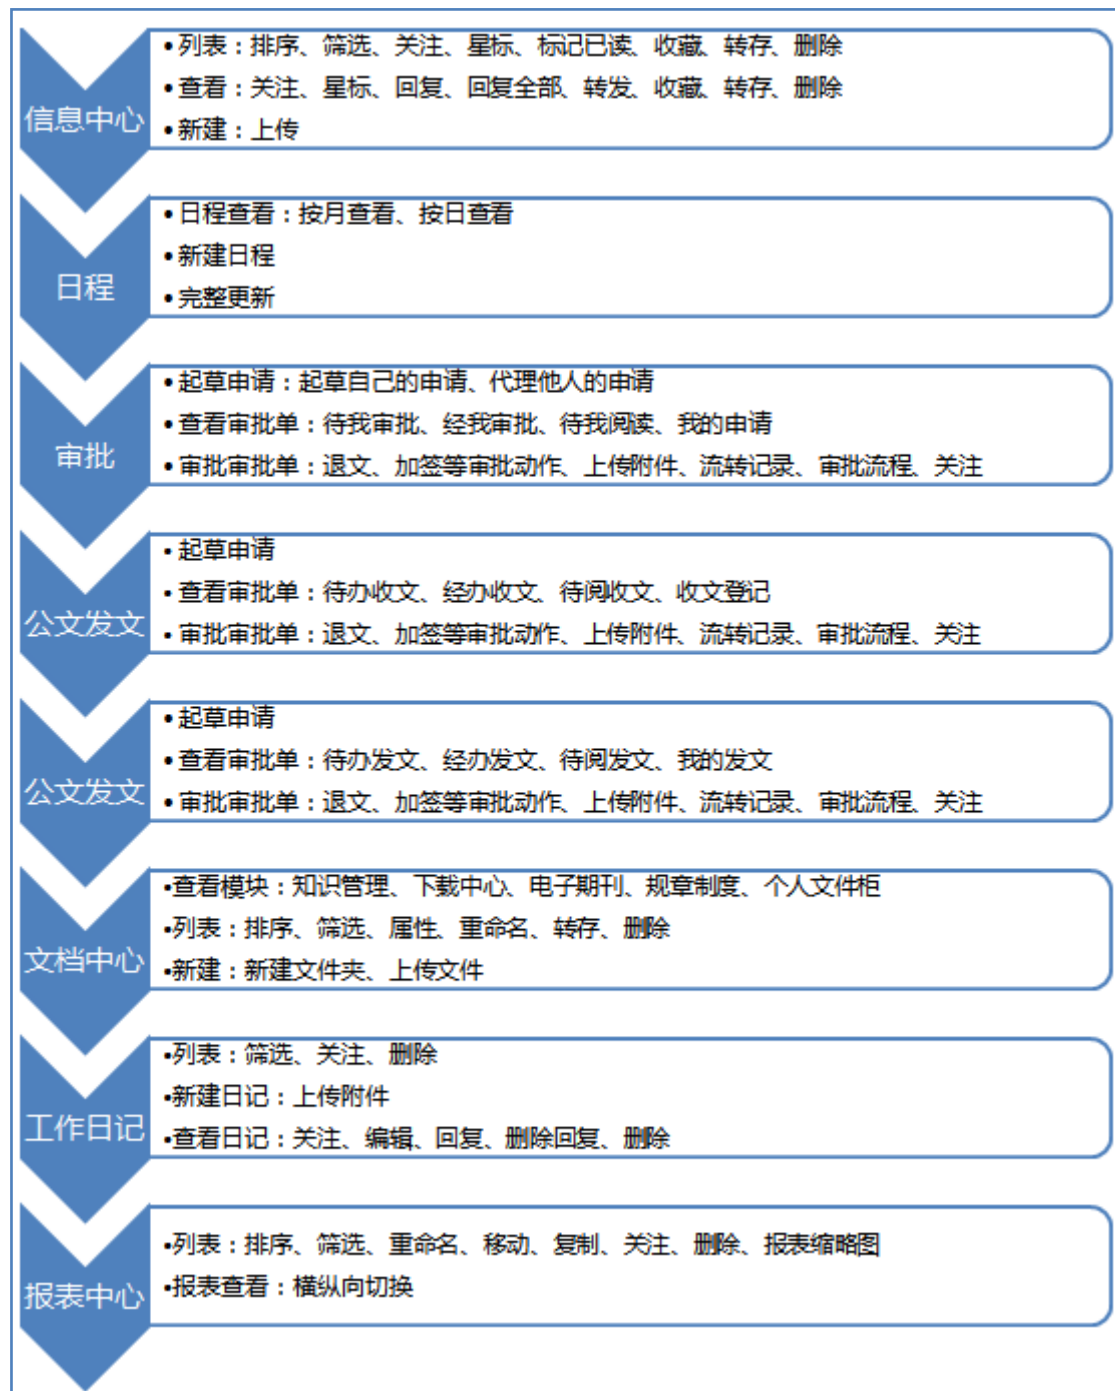 信息中心
•列表：排序、筛选、关注、星标、标记已读、收藏、转存、删除
•查看：关注、星标、回复、回复全部、转发、收藏、转存、删除
•新建：上传
日程
•日程查看：按月查看、按日查看
•新建日程
•完整更新
审批
•起草申请：起草自己的申请、代理他人的申请
•查看审批单：待我审批、经我审批、待我阅读、我的申请
•审批审批单：退文、加签等审批动作、上传附件、流转记录、审批流程、关注
公文发文
•起草申请
•查看审批单：待办收文、经办收文、待阅收文、收文登记
•审批审批单：退文、加签等审批动作、上传附件、流转记录、审批流程、关注
公文发文
•起草申请
•查看审批单：待办发文、经办发文、待阅发文、我的发文
•审批审批单：退文、加签等审批动作、上传附件、流转记录、审批流程、关注
文档中心
•查看模块：知识管理、下载中心、电子期刊、规章制度、个人文件柜
•列表：排序、筛选、属性、重命名、转存、删除
•新建：新建文件夹、上传文件
工作日记
•列表：筛选、关注、删除
•新建日记：上传附件
•查看日记：关注、编辑、回复、删除回复、删除
报表中心
•列表：排序、筛选、重命名、移动、复制、关注、删除、报表缩略图
•报表查看：横纵向切换